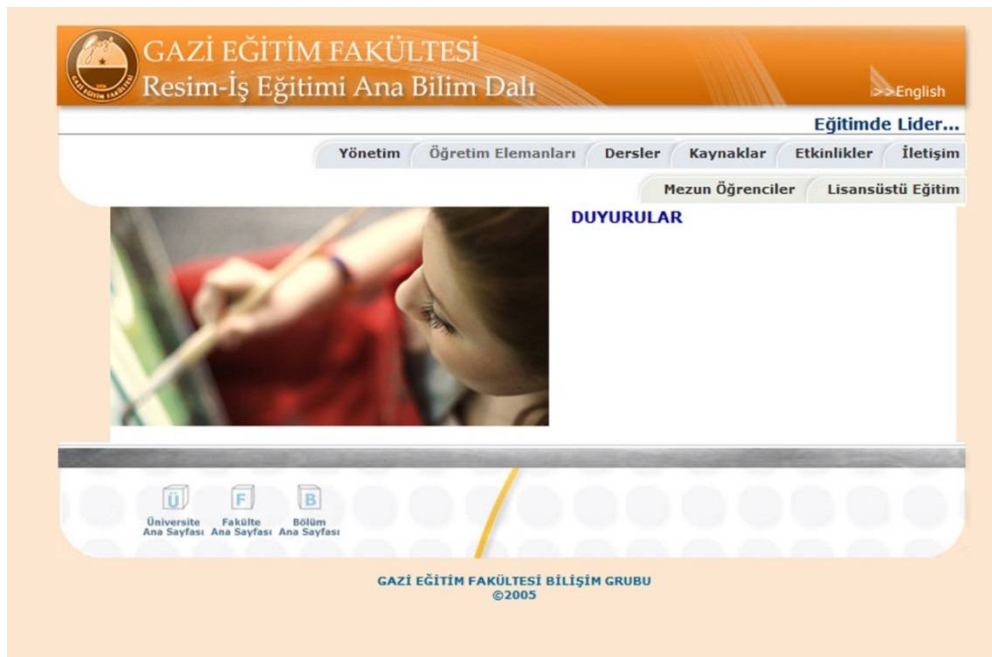 GAZİ EĞİTİM FAKÜLTESİ
Resim-İş Eğitimi Ana Bilim Dalı
>>English
Eğitimde Lider...
Yönetim Öğretim Elemanları Dersler Kaynaklar Etkinlikler İletişim
Mezun Öğrenciler Lisansüstü Eğitim
DUYURULAR
Ü F B
Üniversite Fakülte Bölüm
Ana Sayfası Ana Sayfası Ana Sayfası
GAZİ EĞİTİM FAKÜLTESİ BİLİŞİM GRUBU
©2005